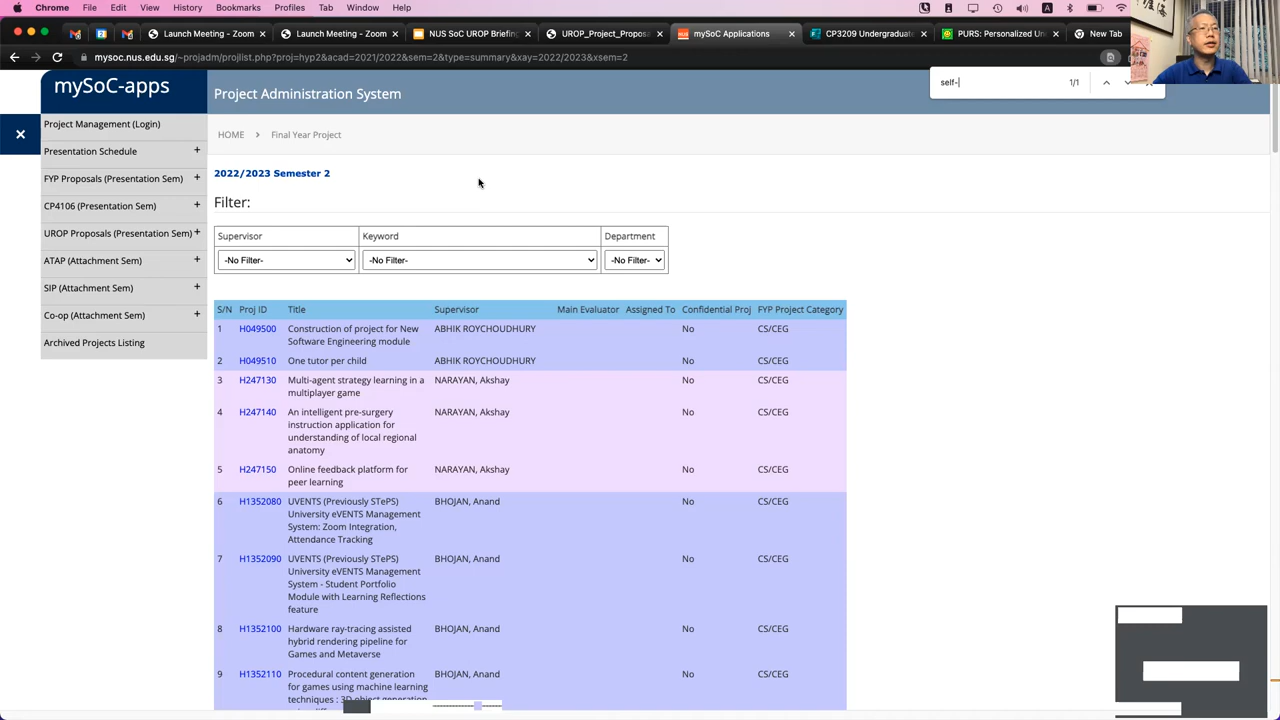 Chrome File Edit View History Bookmarks Profiles Tab Window Help
Launch Meeting - Zoom
Launch Meeting - Zoom
NUS SoC UROP Briefing
UROP_Project_Propos
mySoC Applications
CP3209 Undergraduate
PURS: Personalized Un
New Tab
mysoc.nus.edu.sg/~projadm/projlist.php?proj=hyp2&acad=2021/2022&sem=2&type=summary&xay=2022/2023&xsem=2
self- 1/1
mySoC-apps
Project Administration System
Project Management (Login)
Presentation Schedule +
FYP Proposals (Presentation Sem) +
CP4106 (Presentation Sem) +
UROP Proposals (Presentation Sem) +
ATAP (Attachment Sem) +
SIP (Attachment Sem) +
Co-op (Attachment Sem) +
Archived Projects Listing
HOME > Final Year Project
2022/2023 Semester 2
Filter:
Supervisor Keyword Department
-No Filter- -No Filter- -No Filter-
S/N Proj ID Title Supervisor Main Evaluator Assigned To Confidential Proj FYP Project Category
1 H049500 Construction of project for New ABHIK ROYCHOUDHURY No CS/CEG
Software Engineering module
2 H049510 One tutor per child ABHIK ROYCHOUDHURY No CS/CEG
3 H247130 Multi-agent strategy learning in a NARAYAN, Akshay No CS/CEG
multiplayer game
4 H247140 An intelligent pre-surgery NARAYAN, Akshay No CS/CEG
instruction application for
understanding of local regional
anatomy
5 H247150 Online feedback platform for NARAYAN, Akshay No CS/CEG
peer learning
6 H1352080 UVENTS (Previously STePS) BHOJAN, Anand No CS/CEG
University eVENTS Management
System: Zoom Integration,
Attendance Tracking
7 H1352090 UVENTS (Previously STePS) BHOJAN, Anand No CS/CEG
University eVENTS Management
System - Student Portfolio
Module with Learning Reflections
feature
8 H1352100 Hardware ray-tracing assisted BHOJAN, Anand No CS/CEG
hybrid rendering pipeline for
Games and Metaverse
9 H1352110 Procedural content generation BHOJAN, Anand No CS/CEG
for games using machine learning
techniques : 3D object generation